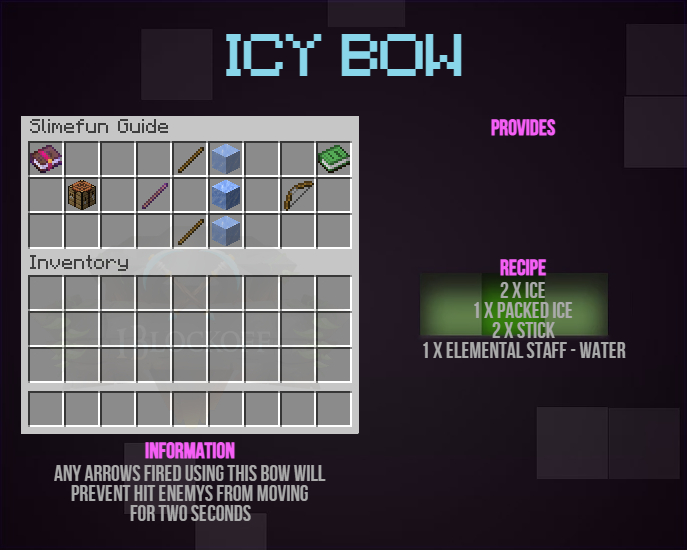 ICY BOW
Slimefun Guide
PROVIDES
Inventory
13LOCKOFF
RECIPE
2 X ICE
1 X PACKED ICE
2 X STICK
1 X ELEMENTAL STAFF - WATER
INFORMATION
ANY ARROWS FIRED USING THIS BOW WILL
PREVENT HIT ENEMYS FROM MOVING
FOR TWO SECONDS